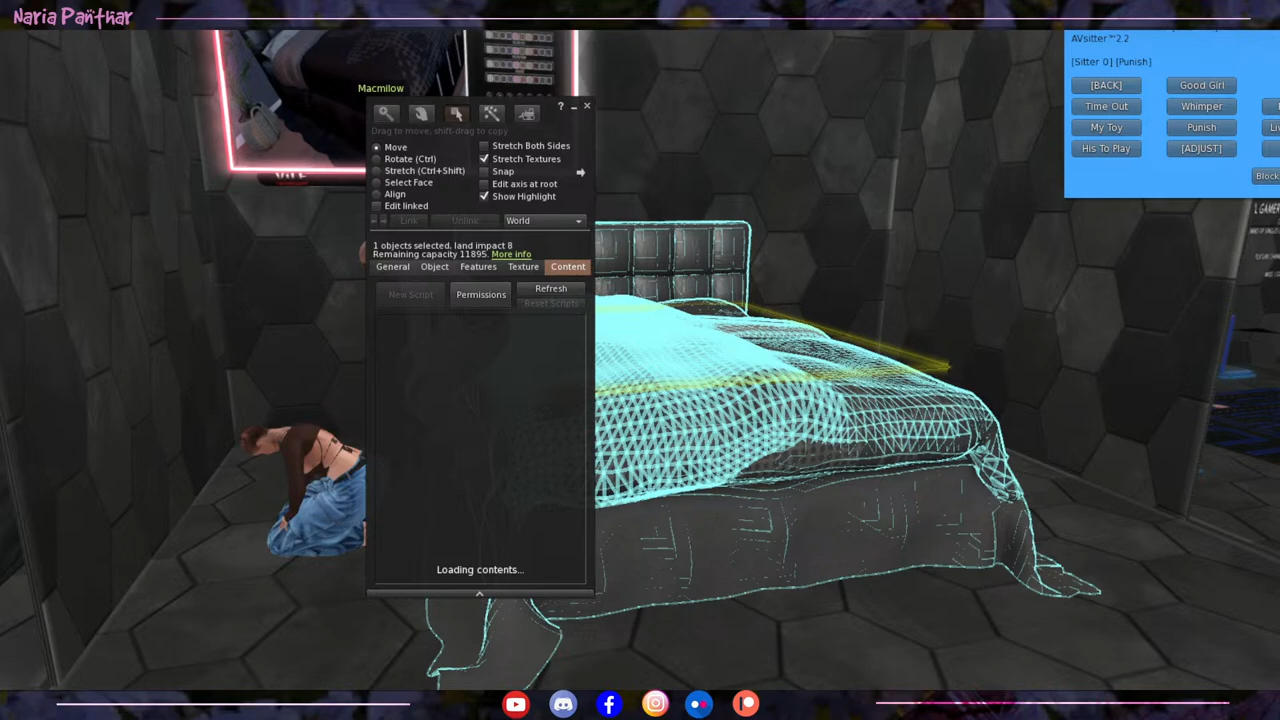 Naria Panthar
AVsitter™2.2
[Sitter 0] [Punish]
[BACK]
Good Girl
Time Out
Whimper
My Toy
Punish
His To Play
[ADJUST]
Block
Macmilow
?
Drag to move, shift-drag to copy
Move
Rotate (Ctrl)
Stretch (Ctrl+Shift)
Select Face
Align
Edit linked
Stretch Both Sides
Stretch Textures
Snap
Edit axis at root
Show Highlight
Link
Unlink
World
1 objects selected, land impact 8
Remaining capacity 11895. More info
General Object Features Texture Content
New Script
Permissions
Refresh
Reset Scripts
Loading contents...